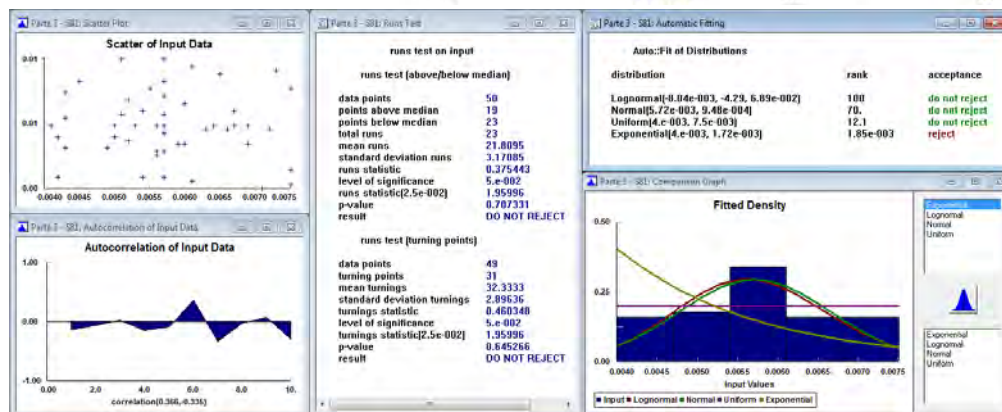 Parte 3 - S81: Scatter Plot
Scatter of Input Data
0.01
0.01
0.00
0.0040 0.0045 0.0050 0.0055 0.0060 0.0065 0.0070 0.0075
Parte 3 - S81: Autocorrelation of Input Data
Autocorrelation of Input Data
1.00
0.00
-1.00
0.00 2.0 4.0 6.0 8.0 10.
correlation(0.366,-0.335)
Parte 3 - S81: Runs Test
runs test on input
runs test (above/below median)
data points 50
points above median 19
points below median 23
total runs 23
mean runs 21.8095
standard deviation runs 3.17085
runs statistic 0.375443
level of significance 5.e-002
runs statistic[2.5e-002] 1.95996
p-value 0.707331
result DO NOT REJECT
runs test (turning points)
data points 49
turning points 31
mean turnings 32.3333
standard deviation turnings 2.89636
turnings statistic 0.460348
level of significance 5.e-002
turnings statistic[2.5e-002] 1.95996
p-value 0.645266
result DO NOT REJECT
Parte 3 - S81: Automatic Fitting
Auto::Fit of Distributions
distribution rank acceptance
Lognormal(-8.04e-003, -4.29, 6.89e-002) 100 do not reject
Normal(5.72e-003, 9.48e-004) 70. do not reject
Uniform(4.e-003, 7.5e-003) 12.1 do not reject
Exponential(4.e-003, 1.72e-003) 1.85e-003 reject
Parte 3 - S81: Comparison Graph
Fitted Density
0.50
0.25
0.00
0.0040 0.0045 0.0050 0.0055 0.0060 0.0065 0.0070 0.0075
Input Values
Input Lognormal Normal Uniform Exponential
Exponential
Lognormal
Normal
Uniform
Exponential
Lognormal
Normal
Uniform